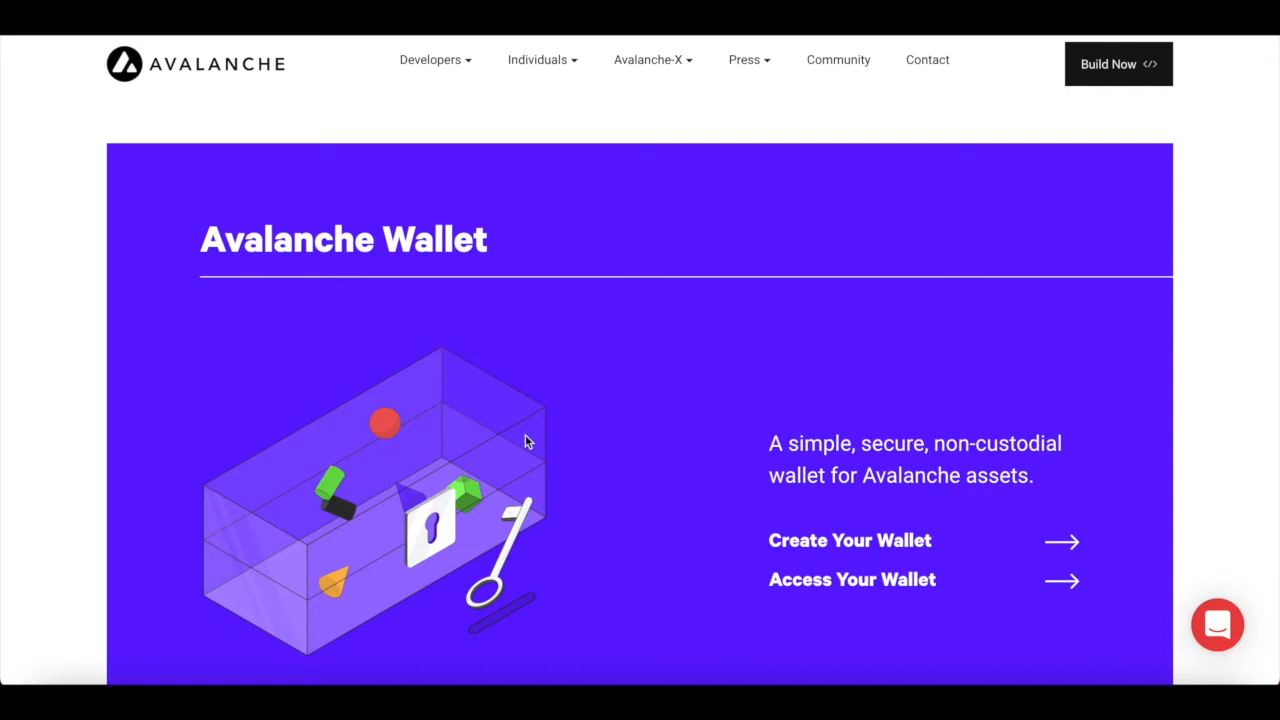 AVALANCHE
Developers
Individuals
Avalanche-X
Press
Community
Contact
Build Now </>
Avalanche Wallet
A simple, secure, non-custodial
wallet for Avalanche assets.
Create Your Wallet
Access Your Wallet